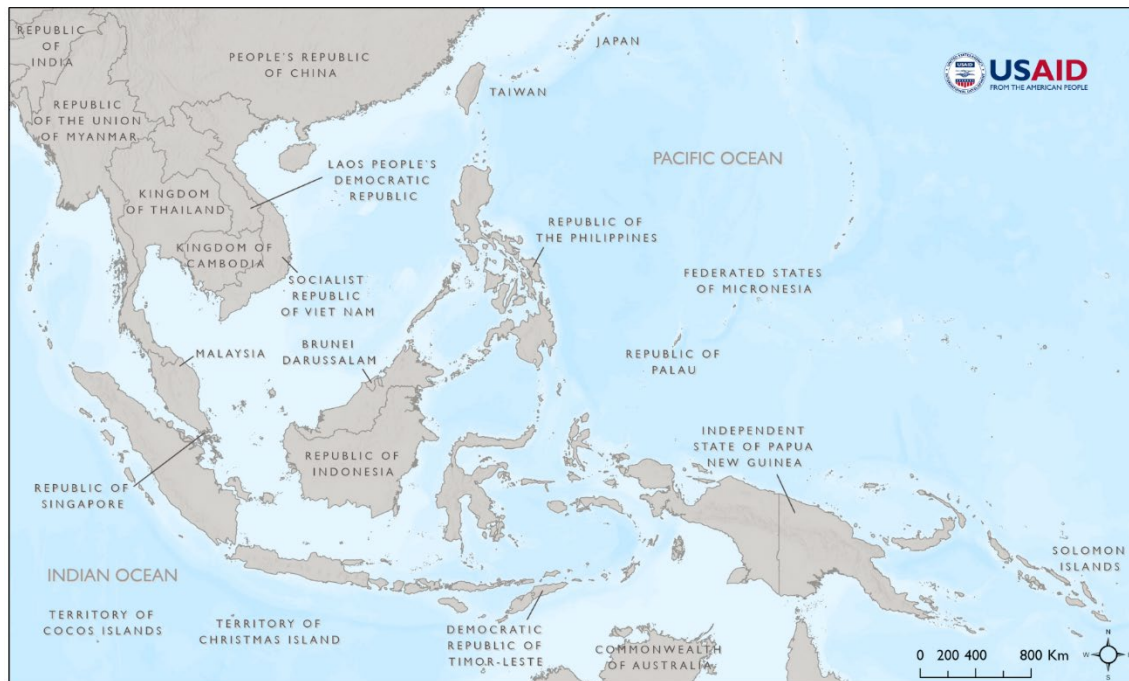 REPUBLIC
OF
INDIA
PEOPLE'S REPUBLIC
OF CHINA
JAPAN
TAIWAN
USAID
FROM THE AMERICAN PEOPLE
REPUBLIC
OF THE UNION
OF MYANMAR
LAOS PEOPLE'S
DEMOCRATIC
REPUBLIC
PACIFIC OCEAN
KINGDOM
OF THAILAND
REPUBLIC OF
THE PHILIPPINES
KINGDOM OF
CAMBODIA
SOCIALIST
REPUBLIC
OF VIET NAM
FEDERATED STATES
OF MICRONESIA
MALAYSIA
BRUNEI
DARUSSALAM
REPUBLIC OF
PALAU
INDEPENDENT
STATE OF PAPUA
NEW GUINEA
REPUBLIC OF
INDONESIA
REPUBLIC OF
SINGAPORE
INDIAN OCEAN
SOLOMON
ISLANDS
TERRITORY OF
COCOS ISLANDS
TERRITORY OF
CHRISTMAS ISLAND
DEMOCRATIC
REPUBLIC OF
TIMOR-LESTE
COMMONWEALTH
OF AUSTRALIA
0 200 400 800 Km
N
W
S